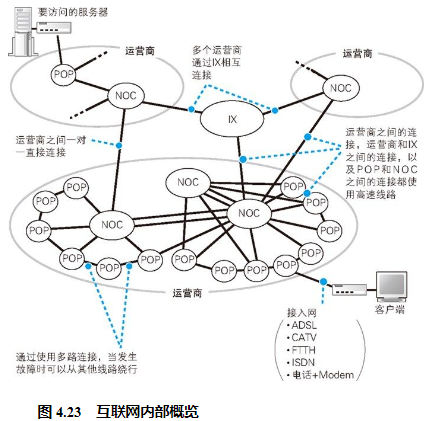 要访问的服务器
运营商
POP
NOC
多个运营商
通过IX相互
连接
IX
运营商
NOC
运营商之间一对
一直接连接
运营商之间的连
接，运营商和IX
之间的连接，以
及POP和NOC
之间的连接都使
用高速线路
POP
POP
POP
POP
POP
POP
NOC
NOC
NOC
POP
POP
POP
POP
POP
POP
POP
运营商
客户端
接入网
•ADSL
•CATV
•FTTH
•ISDN
•电话+Modem
通过使用多路连接，当发生
故障时可以从其他线路绕行
图 4.23 互联网内部概览